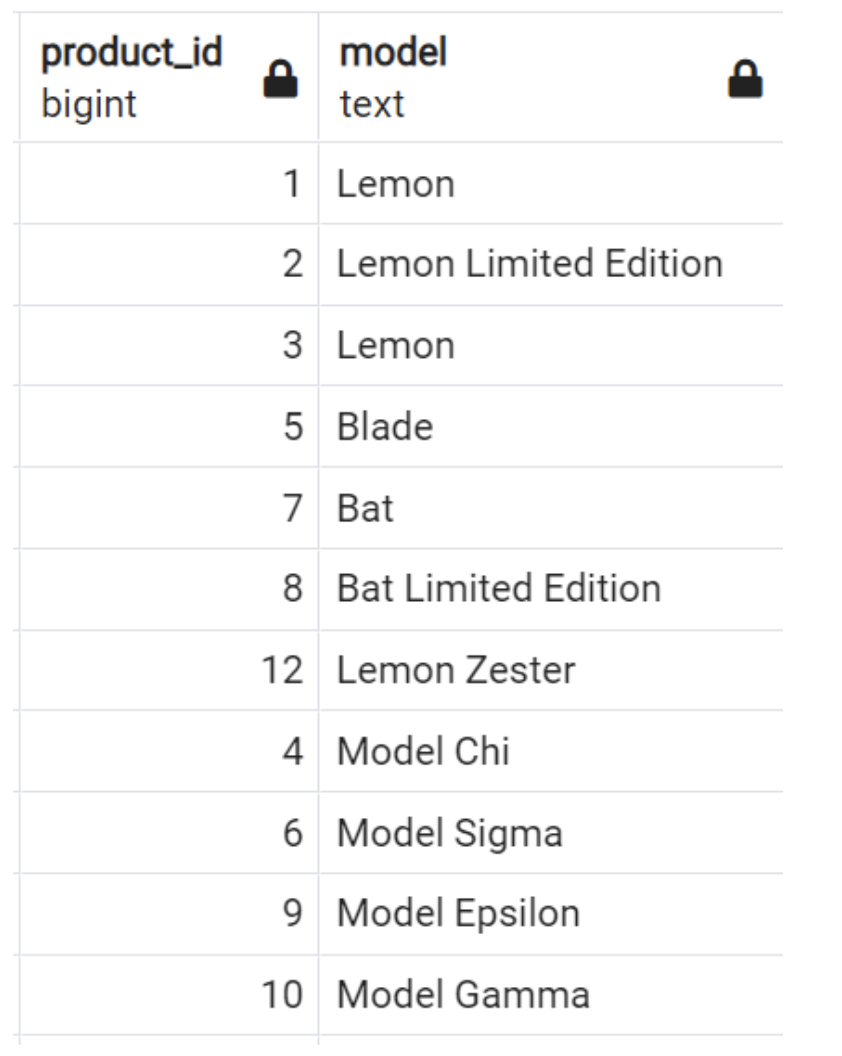 product_id model
bigint text
1 Lemon
2 Lemon Limited Edition
3 Lemon
5 Blade
7 Bat
8 Bat Limited Edition
12 Lemon Zester
4 Model Chi
6 Model Sigma
9 Model Epsilon
10 Model Gamma